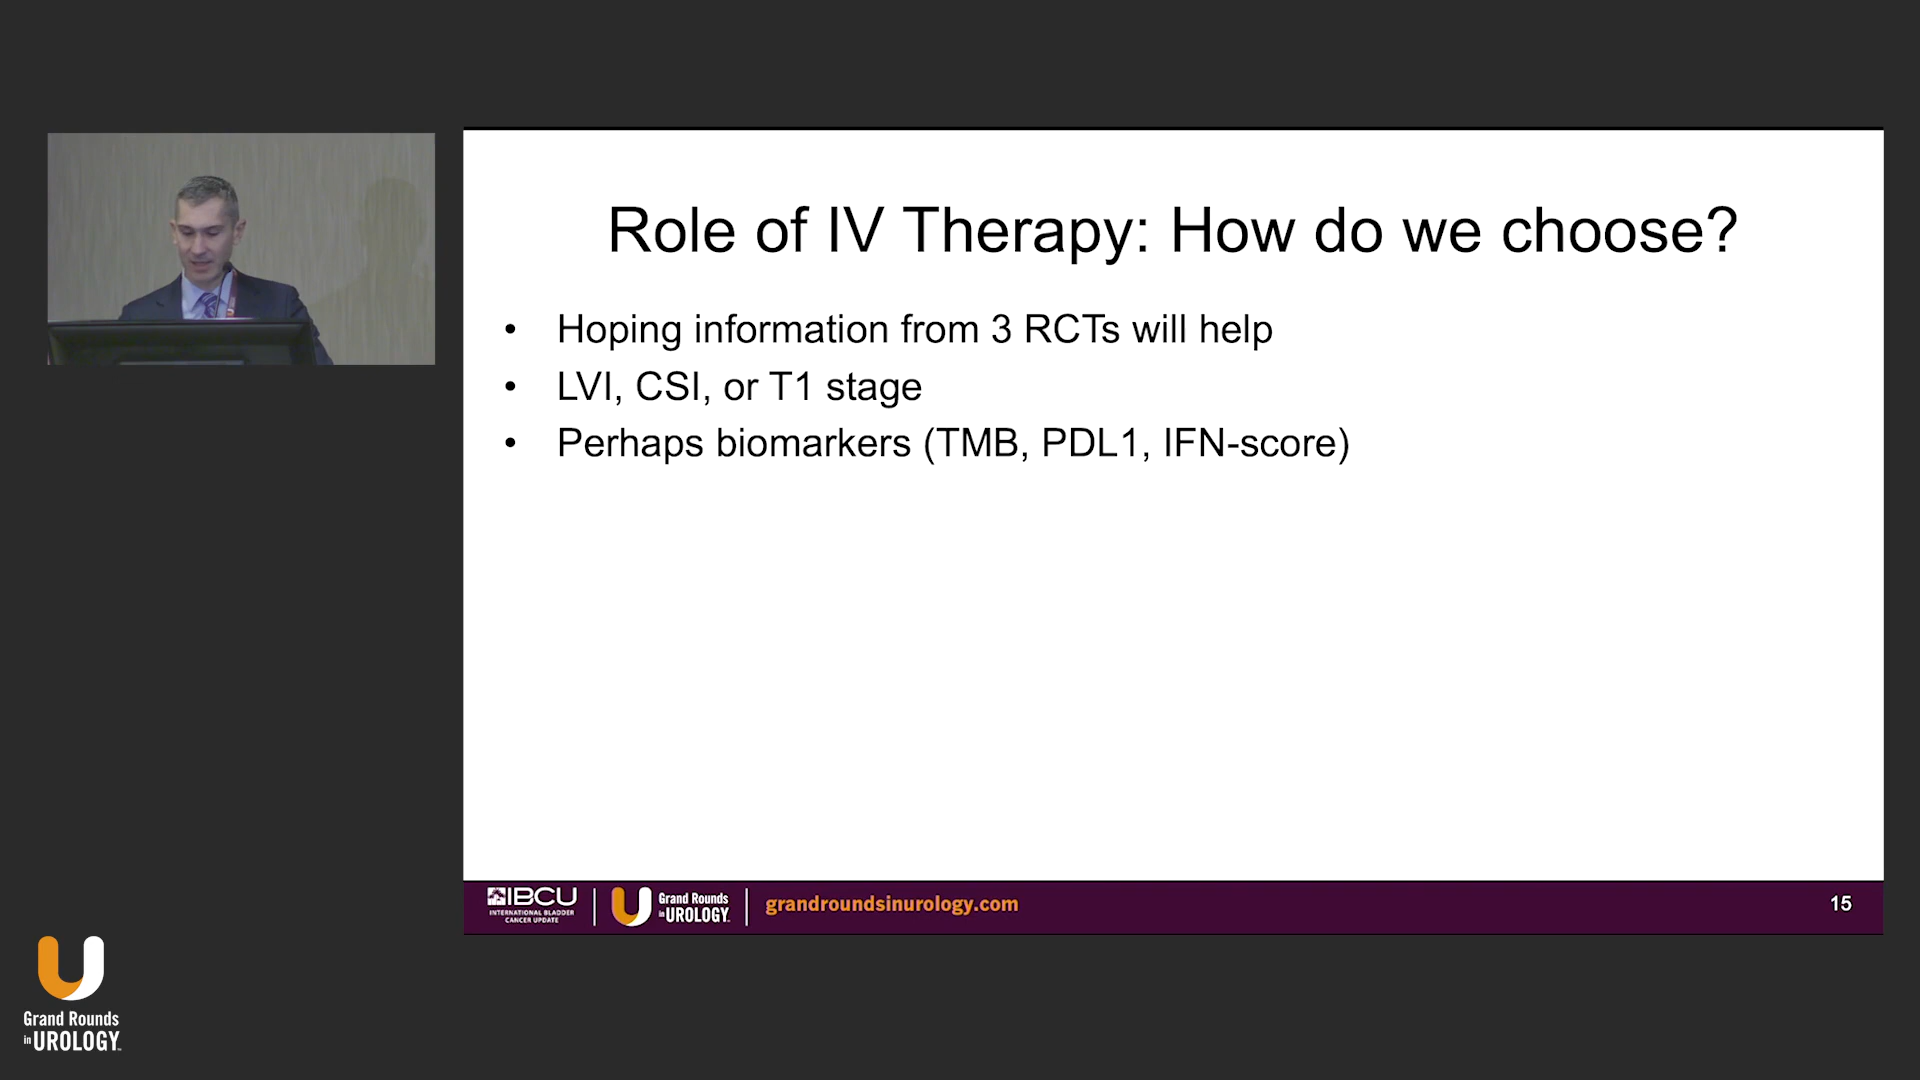 Role of IV Therapy: How do we choose?
• Hoping information from 3 RCTs will help
• LVI, CSI, or T1 stage
• Perhaps biomarkers (TMB, PDL1, IFN-score)
IBCU
INTERNATIONAL BLADDER
CANCER UPDATE
Grand Rounds
in UROLOGY
grandroundsinurology.com
15
Grand Rounds
in UROLOGY